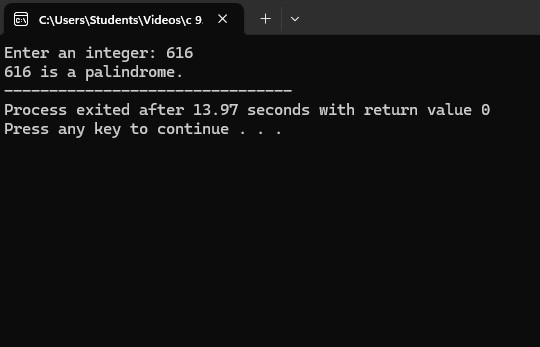 C:\Users\Students\Videos\c 9.
Enter an integer: 616
616 is a palindrome.
--------------------------------
Process exited after 13.97 seconds with return value 0
Press any key to continue . . .